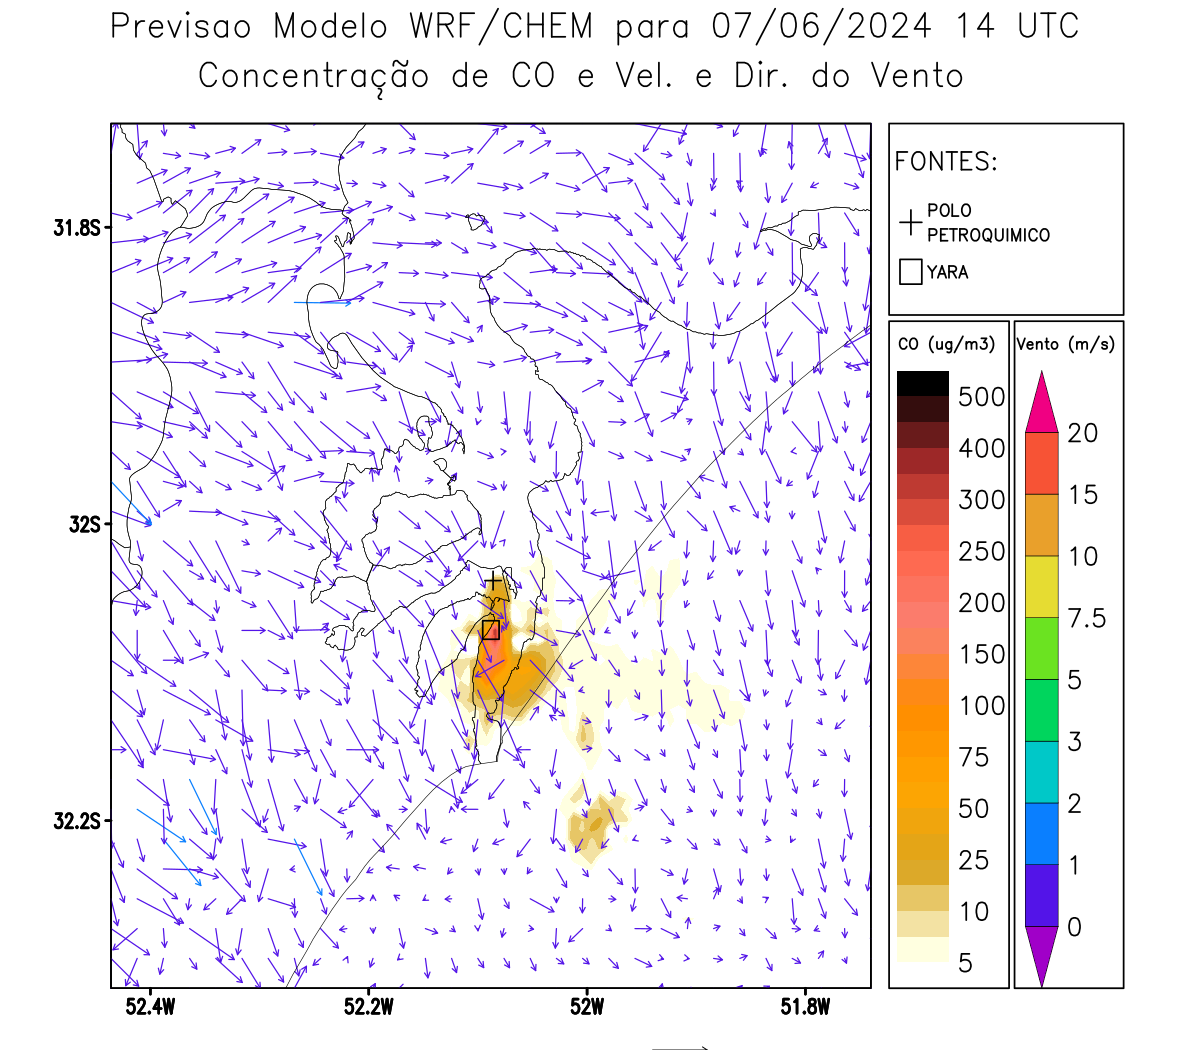 Previsao Modelo WRF/CHEM para 07/06/2024 14 UTC
Concentração de CO e Vel. e Dir. do Vento
FONTES:
POLO
PETROQUIMICO
YARA
CO (ug/m3)
500
400
300
250
200
150
100
75
50
25
10
5
Vento (m/s)
20
15
10
7.5
5
3
2
1
0
31.8S
32S
32.2S
52.4W
52.2W
52W
51.8W